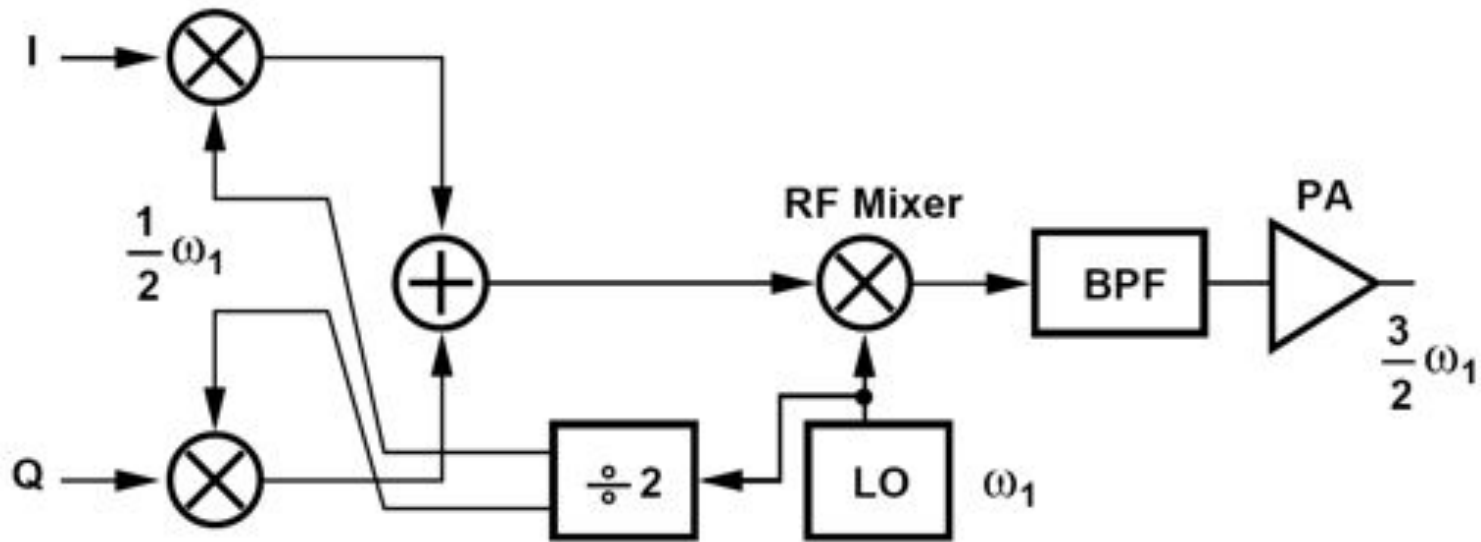 I
1/2 ω₁
RF Mixer
PA
BPF
3/2 ω₁
÷2
LO
ω₁
Q